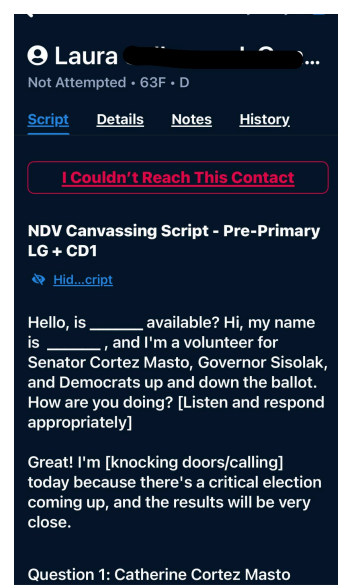 Laura ...
Not Attempted • 63F • D
Script Details Notes History
I Couldn't Reach This Contact
NDV Canvassing Script - Pre-Primary
LG + CD1
Hid...cript
Hello, is ______ available? Hi, my name
is ______ , and I'm a volunteer for
Senator Cortez Masto, Governor Sisolak,
and Democrats up and down the ballot.
How are you doing? [Listen and respond
appropriately]
Great! I'm [knocking doors/calling]
today because there's a critical election
coming up, and the results will be very
close.
Question 1: Catherine Cortez Masto